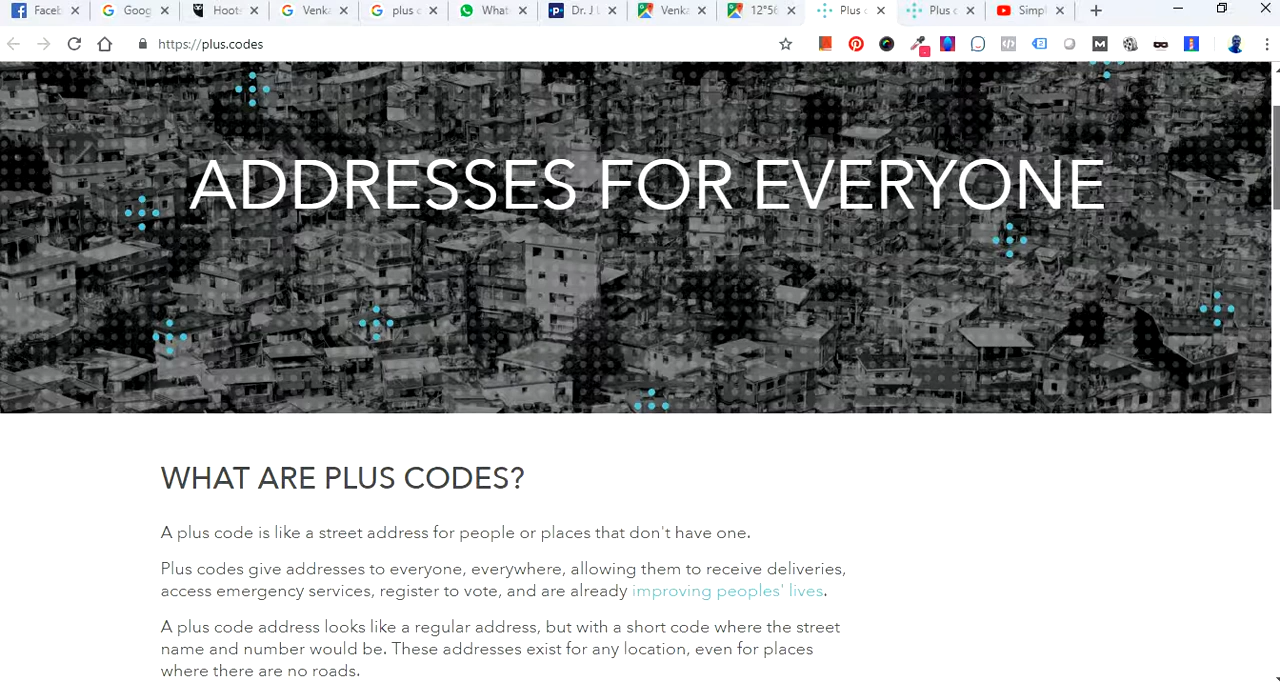 Faceb
Goog
Hoots
Venka
plus c
What
Dr. J L
Venka
12°56
Plus c
Plus c
Simpl
https://plus.codes
ADDRESSES FOR EVERYONE
WHAT ARE PLUS CODES?
A plus code is like a street address for people or places that don't have one.
Plus codes give addresses to everyone, everywhere, allowing them to receive deliveries,
access emergency services, register to vote, and are already improving peoples' lives.
A plus code address looks like a regular address, but with a short code where the street
name and number would be. These addresses exist for any location, even for places
where there are no roads.